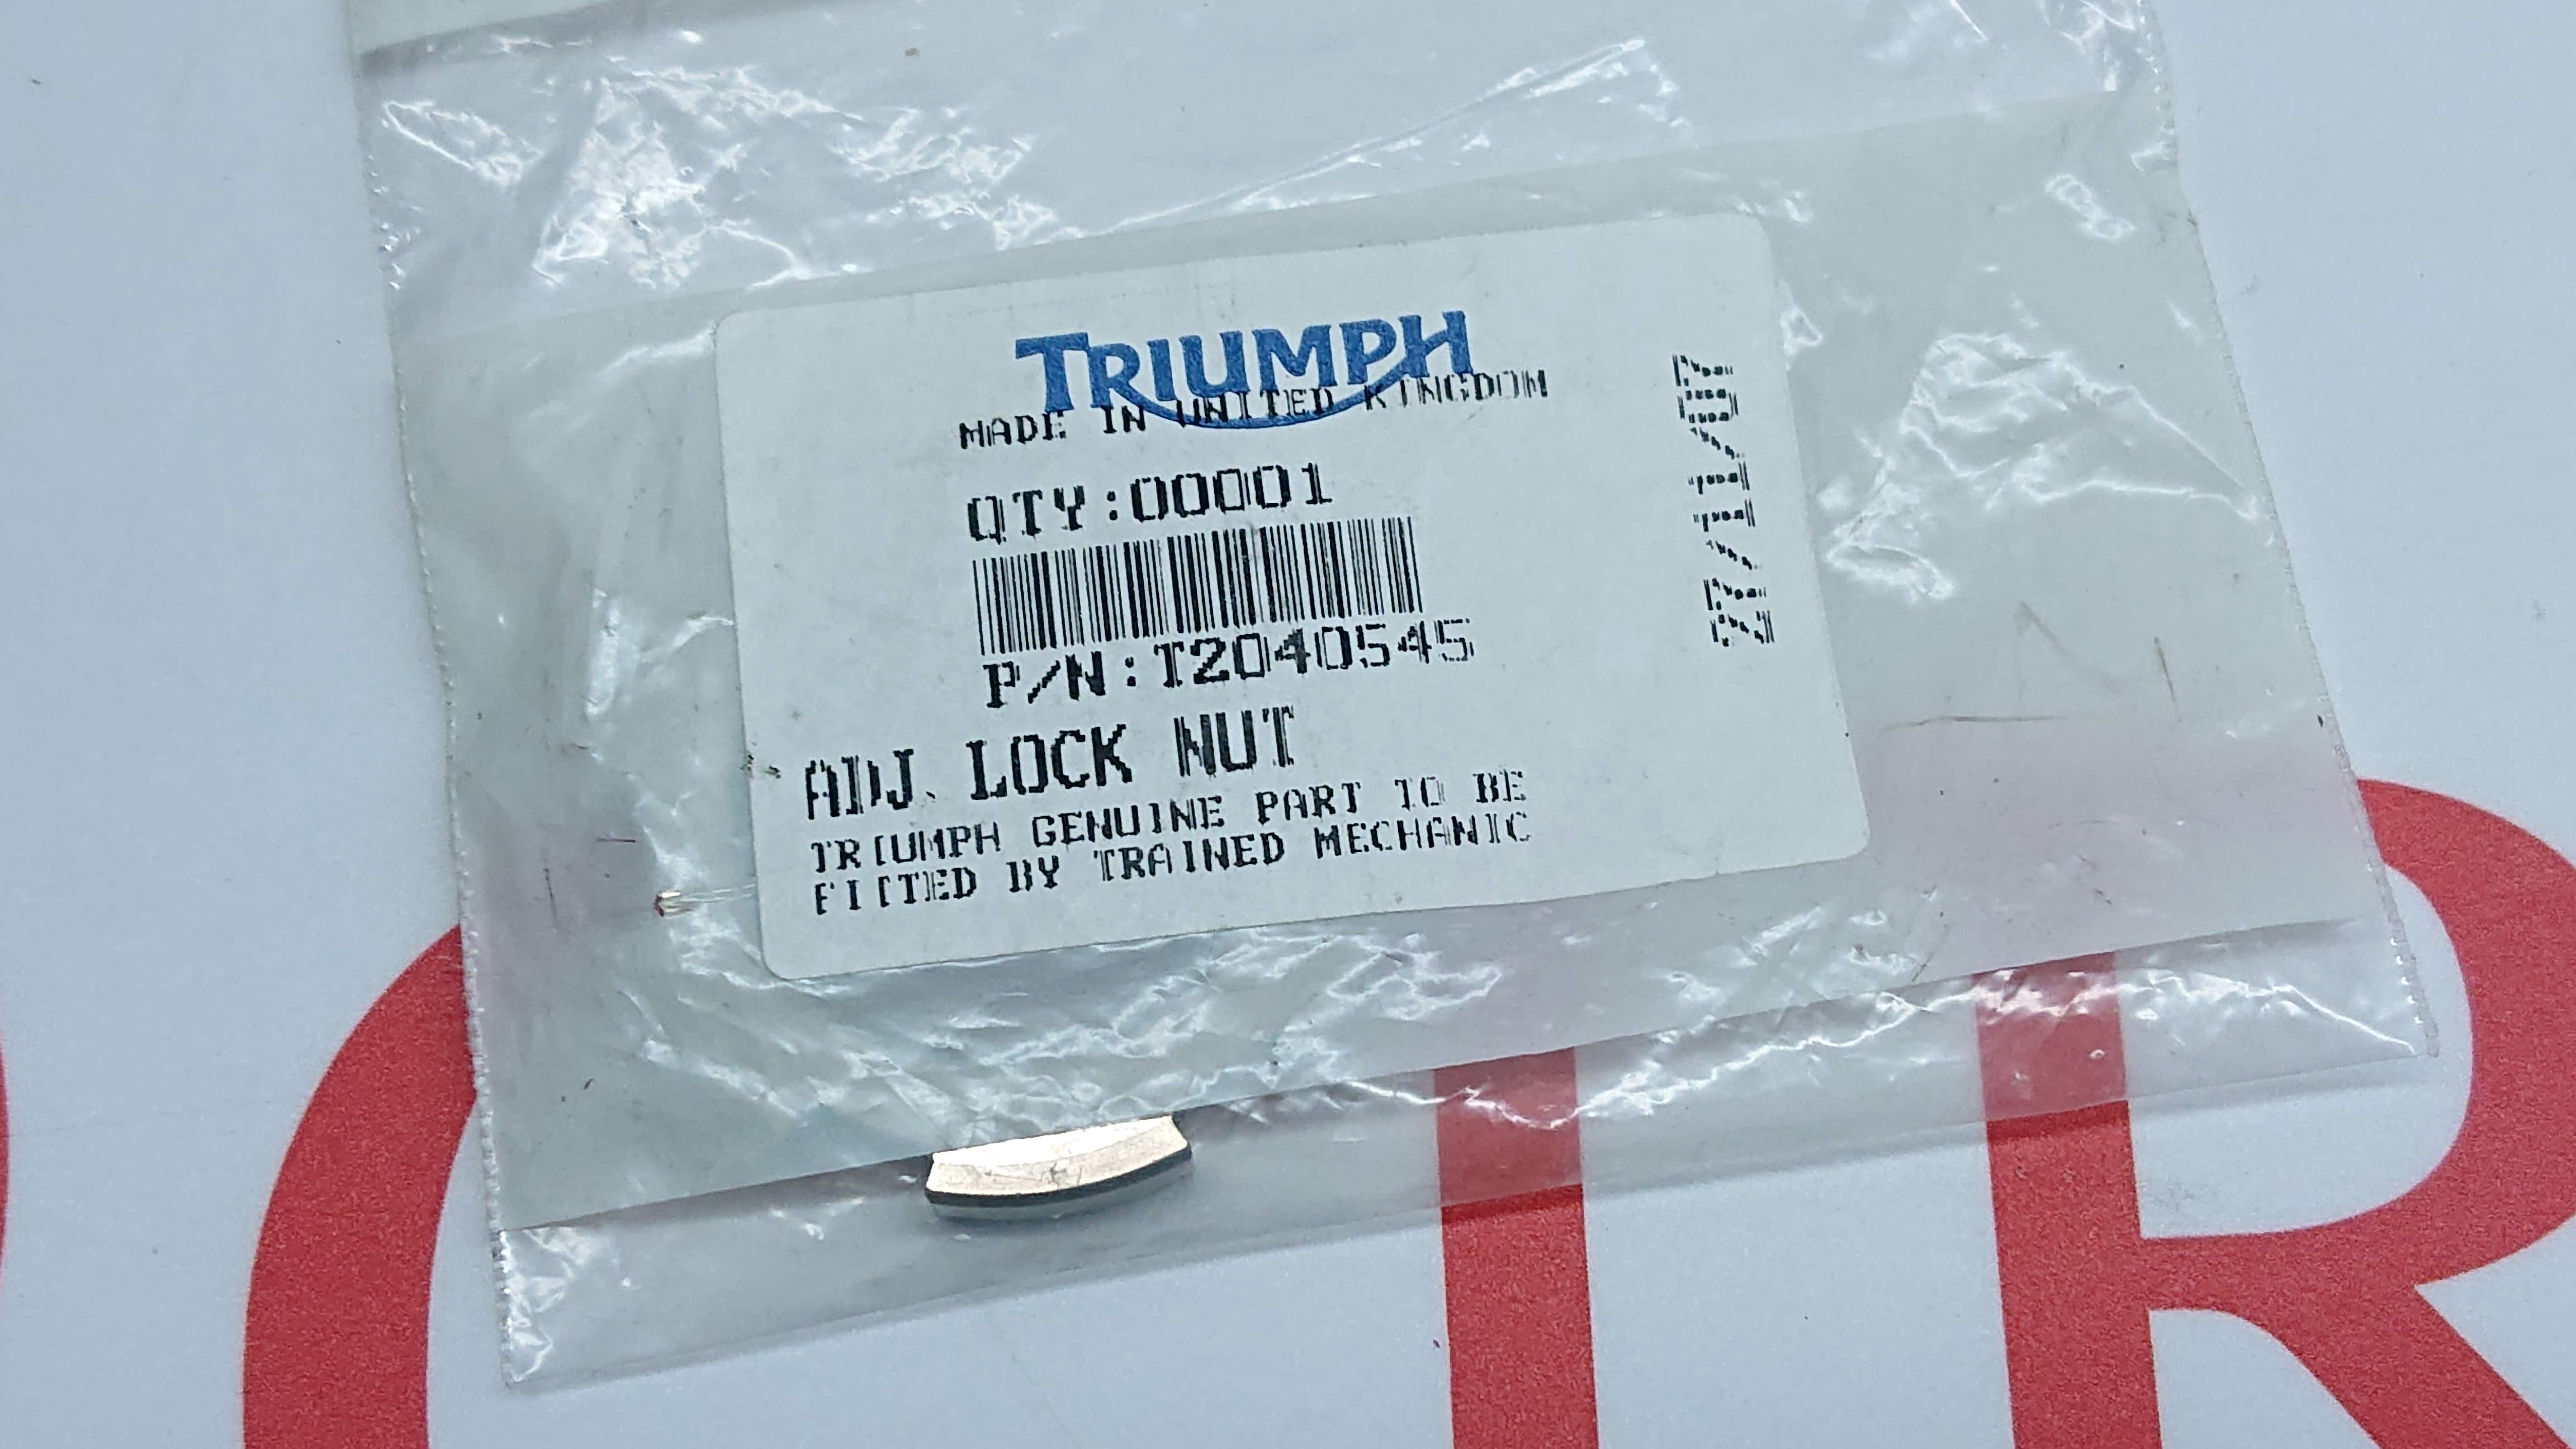 TRIUMPH
MADE IN UNITED KINGDOM
QTY:00001
P/N:T2040545
ADJ. LOCK NUT
TRIUMPH GENUINE PART TO BE
FITTED BY TRAINED MECHANIC